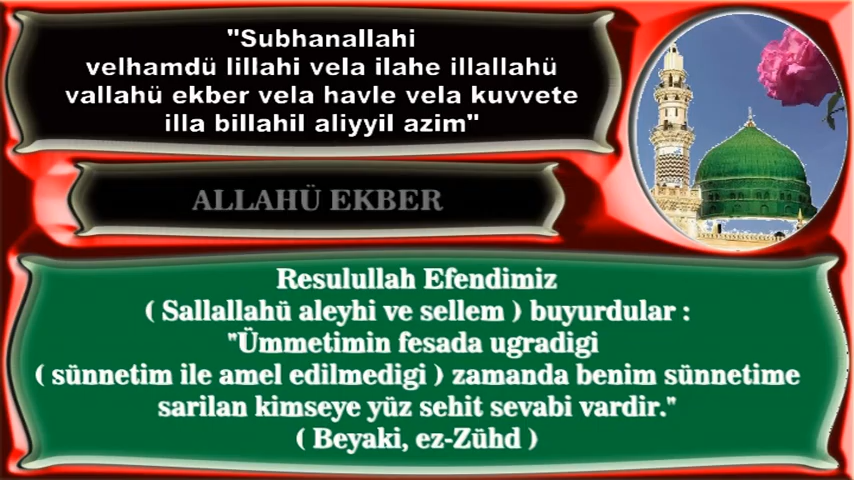 "Subhanallahi
velhamdü lillahi vela ilahe illallahü
vallahü ekber vela havle vela kuvvete
illa billahil aliyyil azim"
ALLAHÜ EKBER
Resulullah Efendimiz
( Sallallahü aleyhi ve sellem ) buyurdular :
"Ümmetimin fesada ugradigi
( sünnetim ile amel edilmedigi ) zamanda benim sünnetime
sarilan kimseye yüz sehit sevabi vardir."
( Beyaki, ez-Zühd )